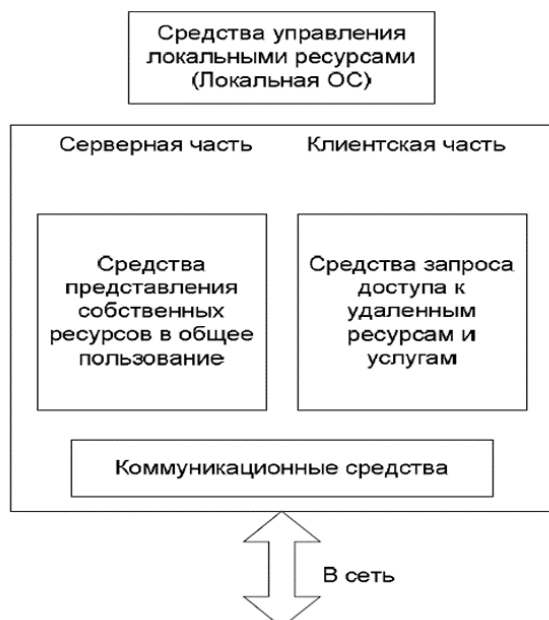 Средства управления
локальными ресурсами
(Локальная ОС)
Серверная часть
Клиентская часть
Средства
представления
собственных
ресурсов в общее
пользование
Средства запроса
доступа к
удаленным
ресурсам и
услугам
Коммуникационные средства
В сеть